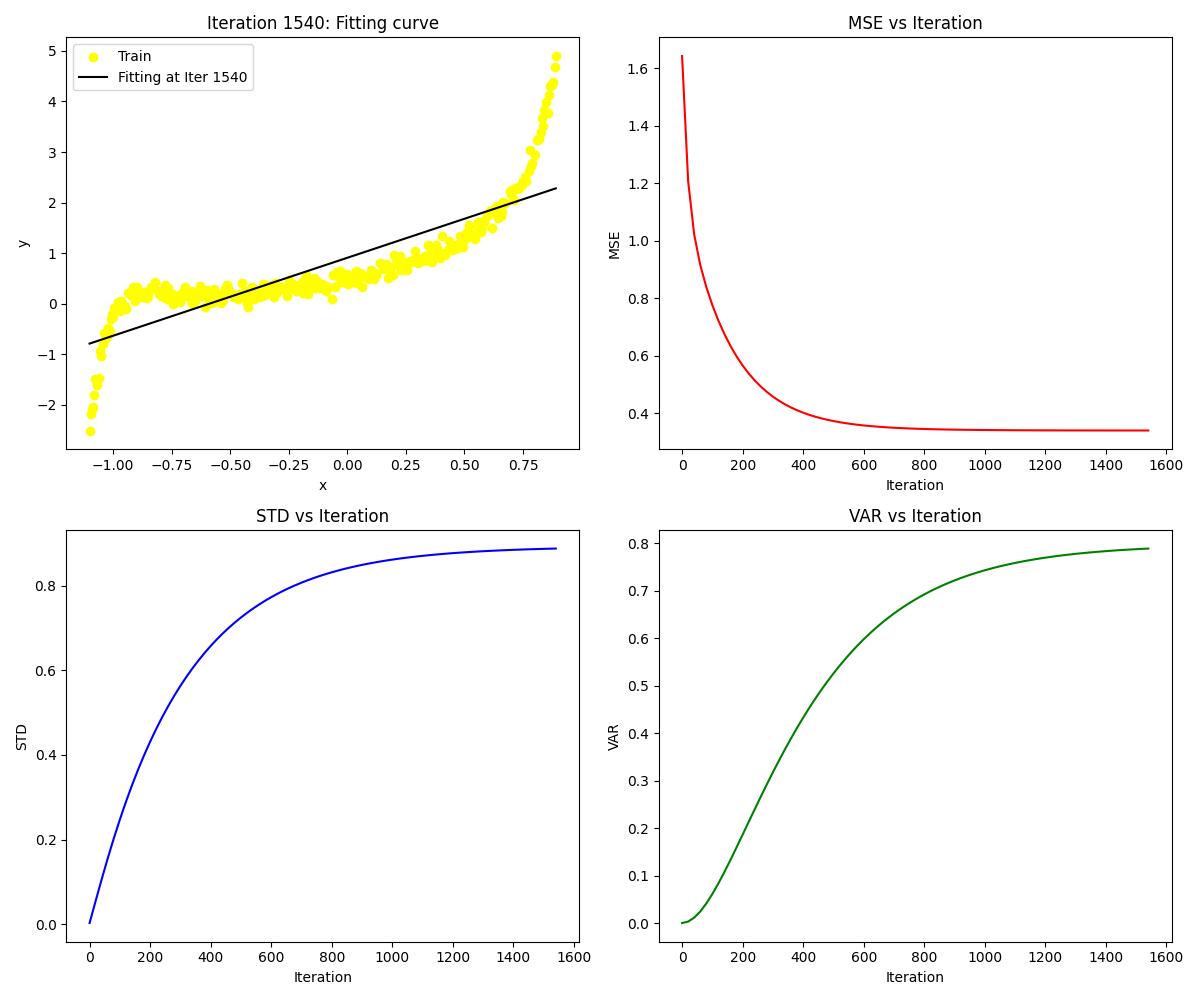 Iteration 1540: Fitting curve
Train
Fitting at Iter 1540
5
4
3
2
1
0
−1
−2
y
−1.00 −0.75 −0.50 −0.25 0.00 0.25 0.50 0.75
x
MSE vs Iteration
1.6
1.4
1.2
1.0
0.8
0.6
0.4
MSE
0 200 400 600 800 1000 1200 1400 1600
Iteration
STD vs Iteration
0.8
0.6
0.4
0.2
0.0
STD
0 200 400 600 800 1000 1200 1400 1600
Iteration
VAR vs Iteration
0.8
0.7
0.6
0.5
0.4
0.3
0.2
0.1
0.0
VAR
0 200 400 600 800 1000 1200 1400 1600
Iteration